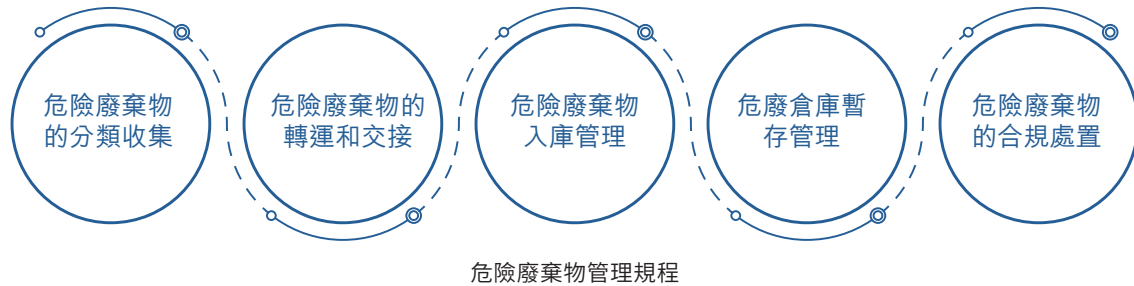 危險廢棄物
的分類收集
危險廢棄物的
轉運和交接
危險廢棄物
入庫管理
危廢倉庫暫
存管理
危險廢棄物
的合規處置
危險廢棄物管理規程